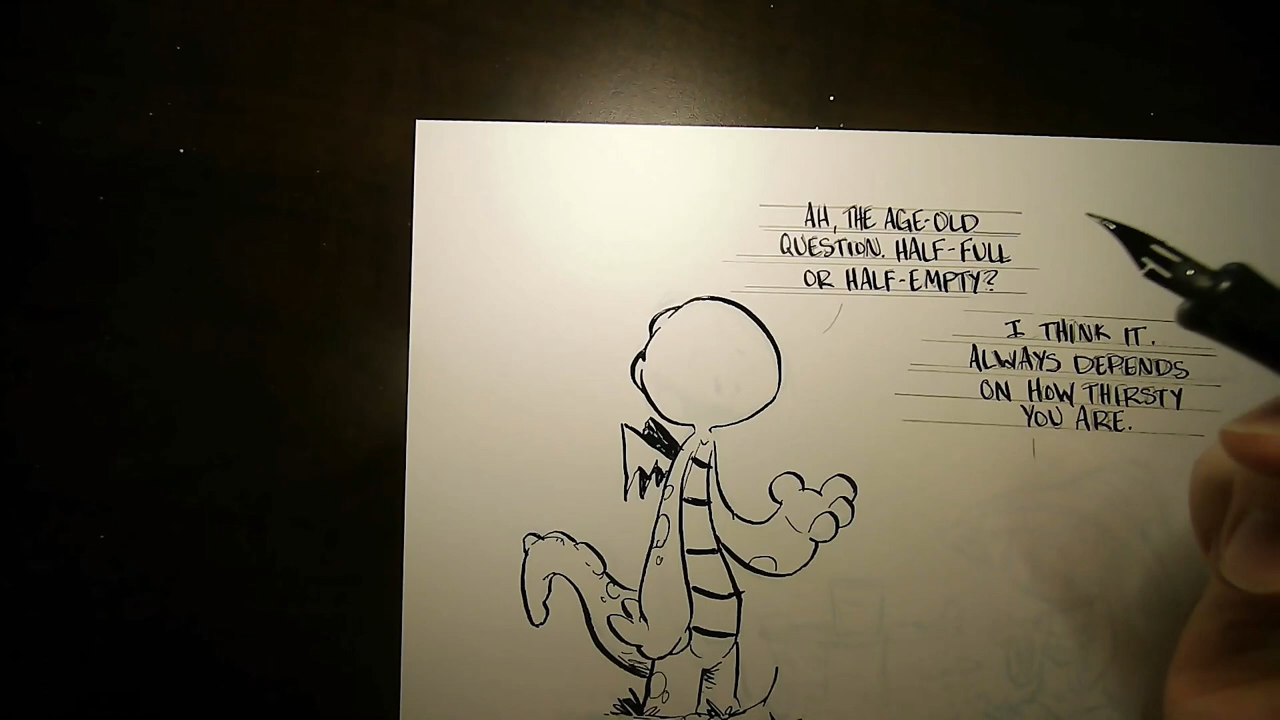 AH, THE AGE-OLD
QUESTION. HALF-FULL
OR HALF-EMPTY?
I THINK IT.
ALWAYS DEPENDS
ON HOW THIRSTY
YOU ARE.